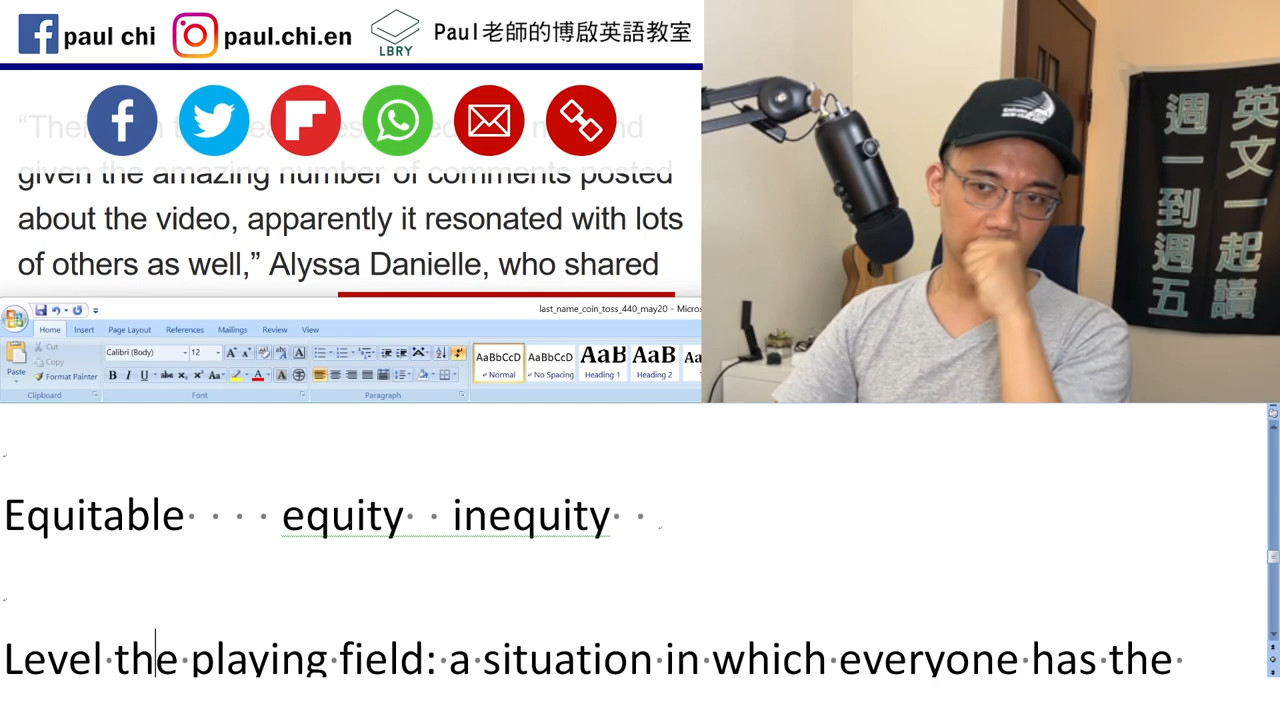 paul chi
paul.chi.en
LBRY
Paul老師的博啟英語教室
given the amazing number of comments posted
about the video, apparently it resonated with lots
of others as well,” Alyssa Danielle, who shared
last_name_coin_toss_440_may20 - Micros
Home Insert Page Layout References Mailings Review View
Paste
Cut
Copy
Format Painter
Clipboard
Calibri (Body) 12
Font
Paragraph
AaBbCcD AaBbCcD AaB AaB Aa
Normal No Spacing Heading 1 Heading 2
英文一起讀
週一到週五
Equitable equity inequity
Level the playing field: a situation in which everyone has the